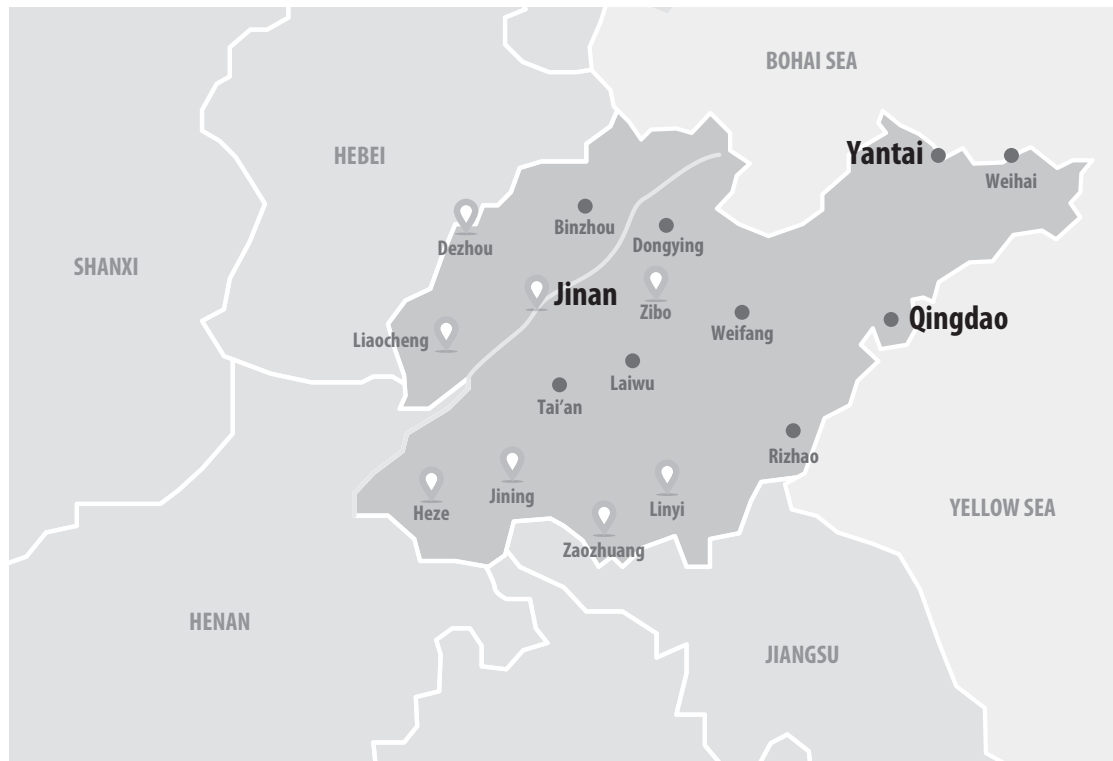 BOHAI SEA
HEBEI
Yantai
Weihai
Binzhou
Dezhou
Dongying
SHANXI
Jinan
Zibo
Qingdao
Weifang
Liaocheng
Laiwu
Tai’an
Rizhao
Jining
Heze
Linyi
YELLOW SEA
Zaozhuang
HENAN
JIANGSU